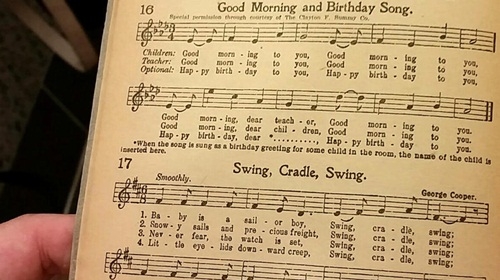 16 Good Morning and Birthday Song.
Special permission through courtesy of The Clayton F. Summy Co.
Children: Good morn - ing to you, Good morn - ing to you,
Teacher: Good morn - ing to you, Good morn - ing to you,
Optional: Hap - py birth - day to you, Hap - py birth - day to you,
Good morn - ing, dear teach - er, Good morn - ing to you.
Good morn - ing, dear chil - dren, Good morn - ing to you.
Hap - py birth - day, dear *.........., Hap - py birth - day to you.
*When the song is sung as a birthday greeting for some child in the room, the name of the child is
inserted here.
17 Swing, Cradle, Swing.
George Cooper.
Smoothly.
1. Ba - by is a sail - or boy, Swing, cra - dle, swing;
2. Snow - y sails and pre - cious freight, Swing, cra - dle, swing;
3. Nev - er fear, the watch is set, Swing, cra - dle, swing;
4. Lit - tle eye - lids down - ward creep, Swing, cra - dle, swing;